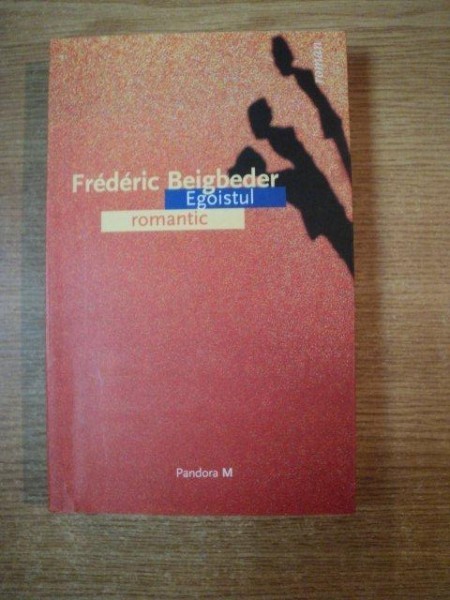 roman
Frédéric Beigbeder
Egoistul
romantic
Pandora M